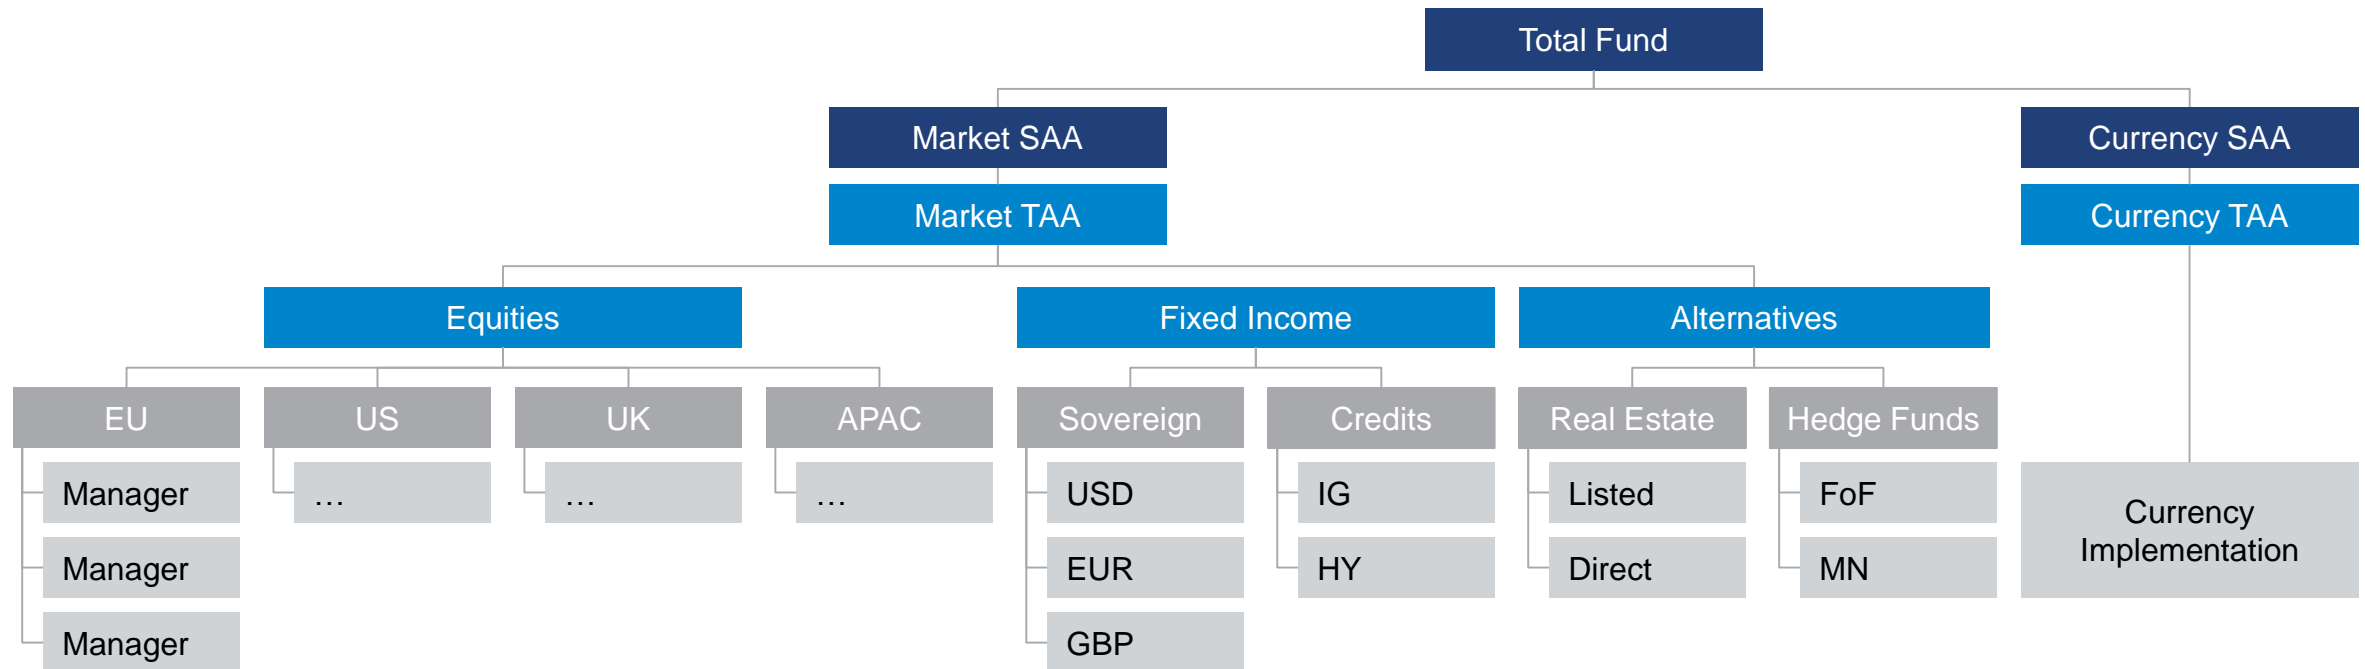 Total Fund
Market SAA
Currency SAA
Market TAA
Currency TAA
Equities
Fixed Income
Alternatives
EU
US
UK
APAC
Sovereign
Credits
Real Estate
Hedge Funds
Manager
…
…
…
USD
IG
Listed
FoF
Currency
Implementation
Manager
EUR
HY
Direct
MN
Manager
GBP